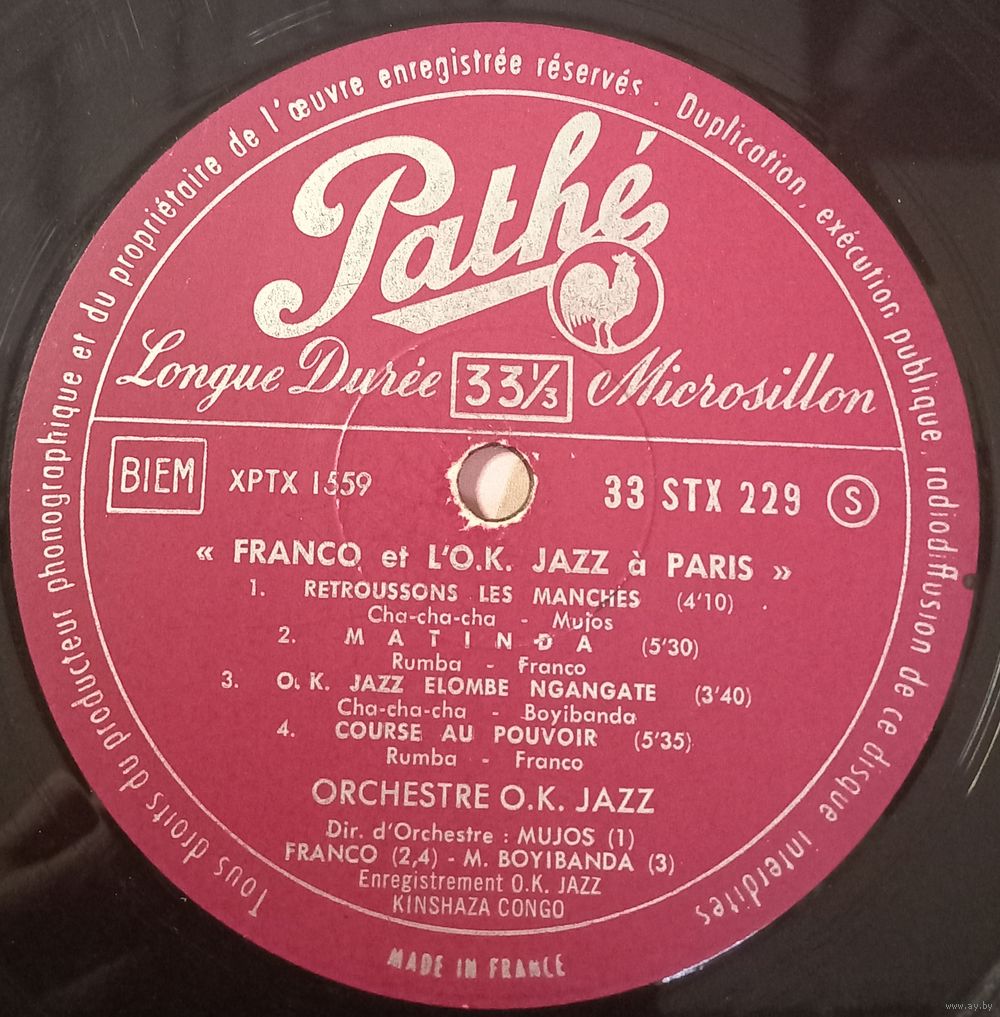 Tous droits du producteur phonographique et du propriétaire de l'œuvre enregistrée réservés. Duplication, exécution publique, radiodiffusion de ce disque interdites
Pathé
Longue Durée 33⅓ Microsillon
BIEM XPTX 1559 33 STX 229 S
« FRANCO et L'O.K. JAZZ à PARIS »
1. RETROUSSONS LES MANCHES (4'10)
Cha-cha-cha - Mujos
2. MATINDA (5'30)
Rumba - Franco
3. O.K. JAZZ ELOMBE NGANGATE (3'40)
Cha-cha-cha - Boyibanda
4. COURSE AU POUVOIR (5'35)
Rumba - Franco
ORCHESTRE O.K. JAZZ
Dir. d'Orchestre : MUJOS (1)
FRANCO (2,4) - M. BOYIBANDA (3)
Enregistrement O.K. JAZZ
KINSHAZA CONGO
MADE IN FRANCE
www.ay.by